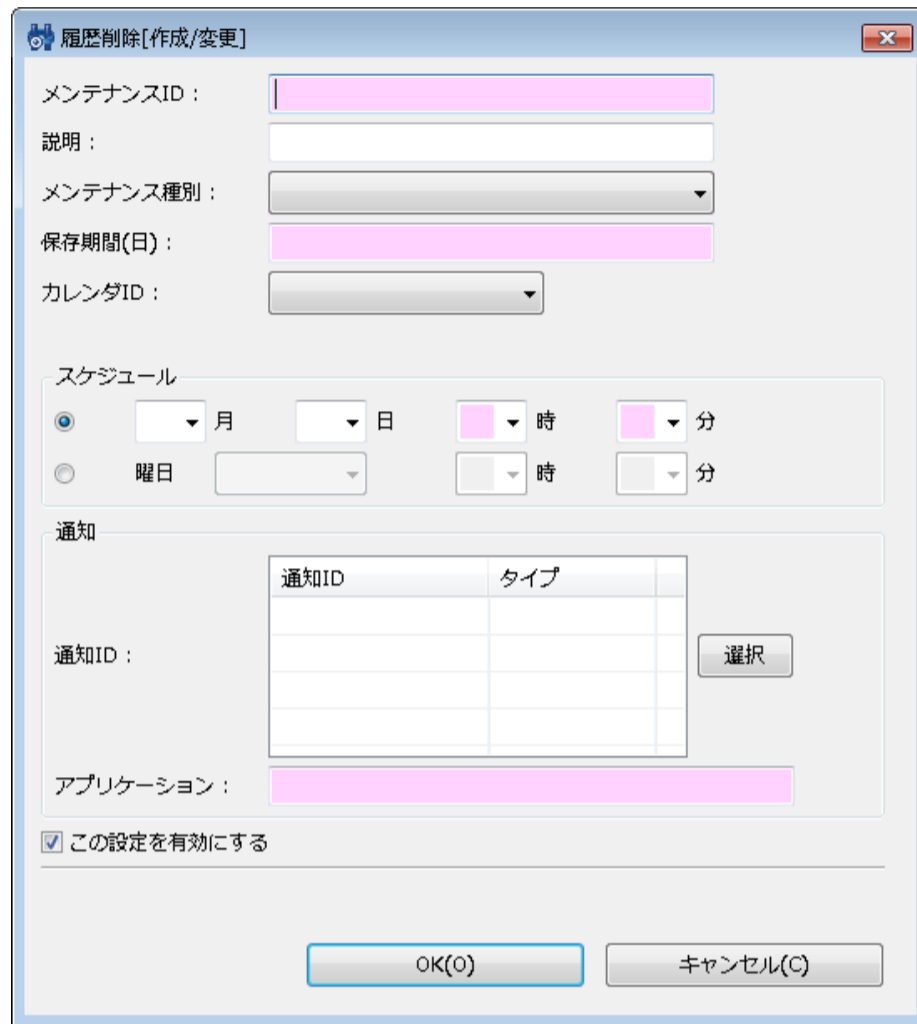 履歴削除[作成/変更]
メンテナンスID :
説明 :
メンテナンス種別 :
保存期間(日) :
カレンダID :
スケジュール
月 日 時 分
曜日 時 分
通知
通知ID タイプ
通知ID : 選択
アプリケーション :
この設定を有効にする
OK(O) キャンセル(C)